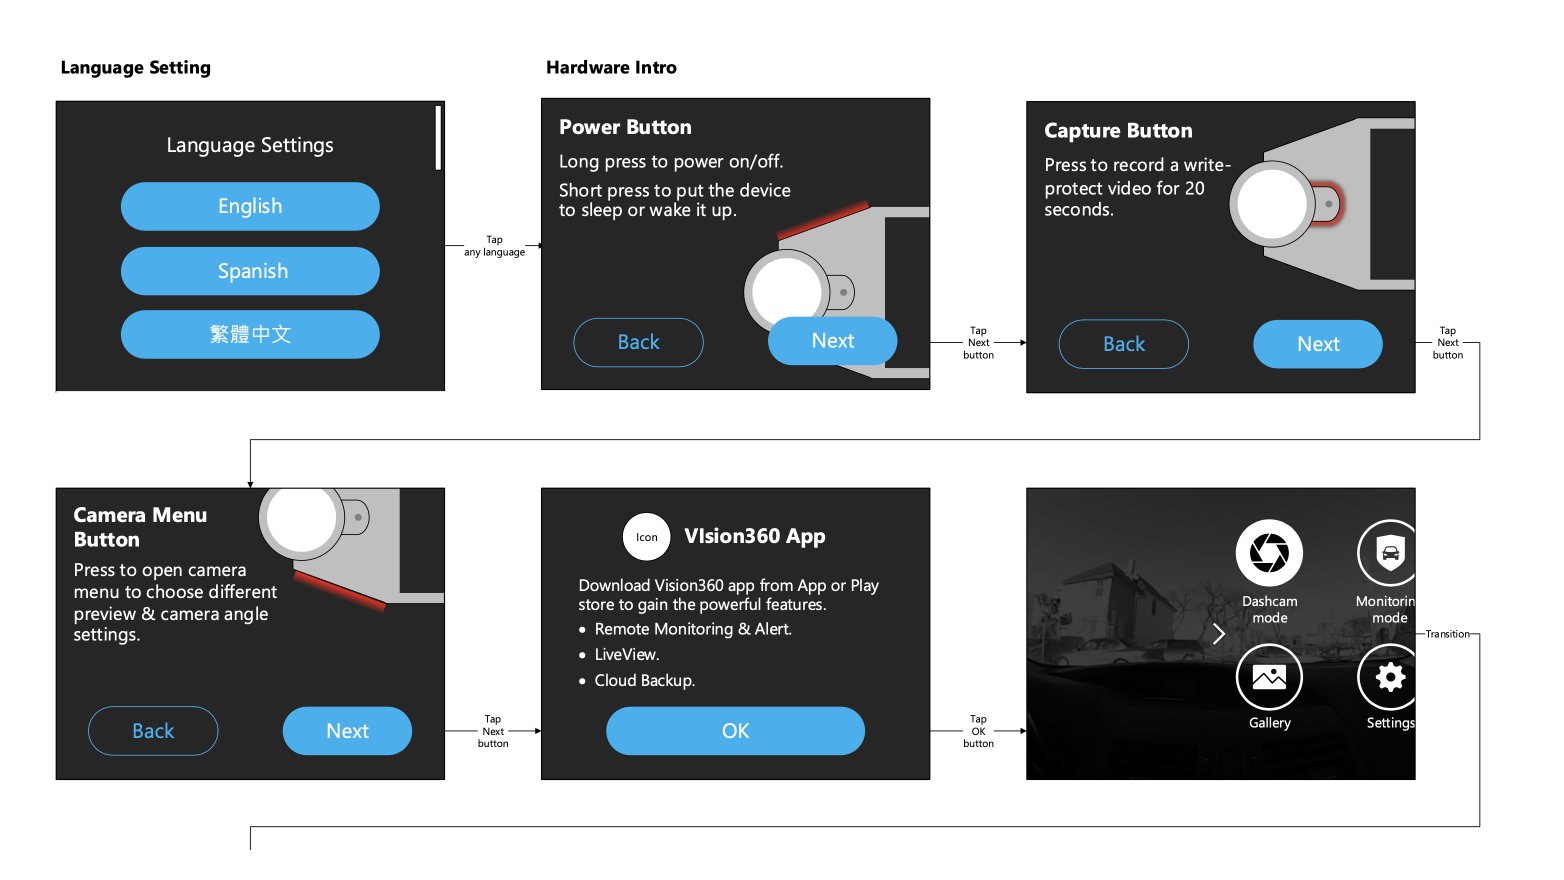 Language Setting
Hardware Intro
Language Settings
English
Spanish
繁體中文
Tap
any language
Power Button
Long press to power on/off.
Short press to put the device
to sleep or wake it up.
Back
Next
Tap
Next
button
Capture Button
Press to record a write-
protect video for 20
seconds.
Back
Next
Tap
Next
button
Camera Menu
Button
Press to open camera
menu to choose different
preview & camera angle
settings.
Back
Next
Tap
Next
button
Icon
VIsion360 App
Download Vision360 app from App or Play
store to gain the powerful features.
• Remote Monitoring & Alert.
• LiveView.
• Cloud Backup.
OK
Tap
OK
button
Dashcam
mode
Monitorin
mode
Gallery
Settings
Transition